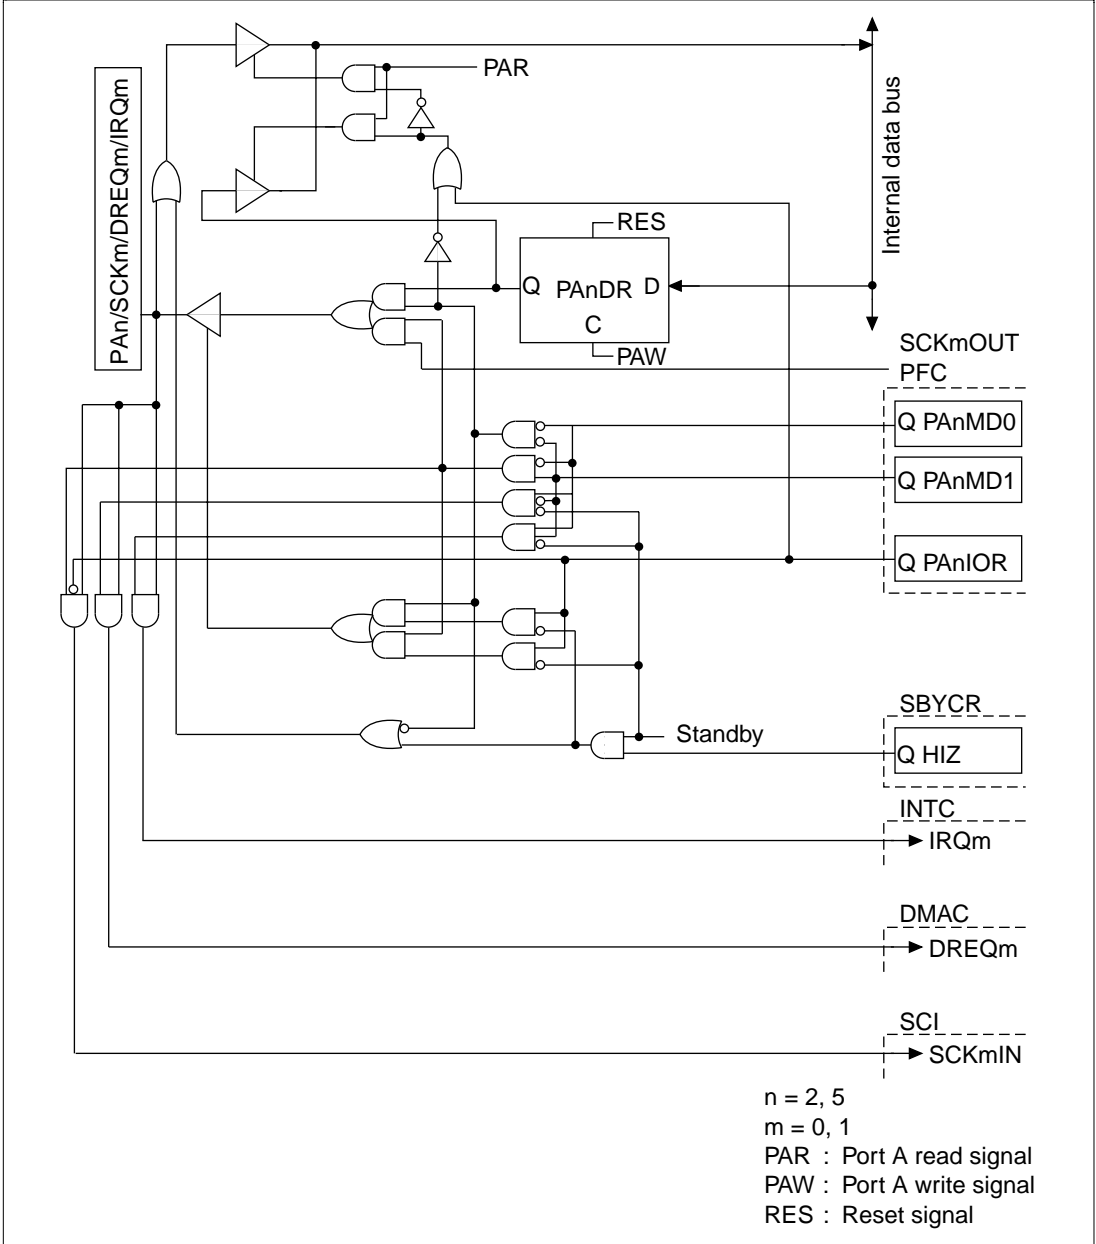 PAR
PAn/SCKm/DREQm/IRQm
Internal data bus
RES
Q PAnDR D
C
PAW
SCKmOUT
PFC
Q PAnMD0
Q PAnMD1
Q PAnIOR
SBYCR
Standby
Q HIZ
INTC
IRQm
DMAC
DREQm
SCI
SCKmIN
n = 2, 5
m = 0, 1
PAR : Port A read signal
PAW : Port A write signal
RES : Reset signal